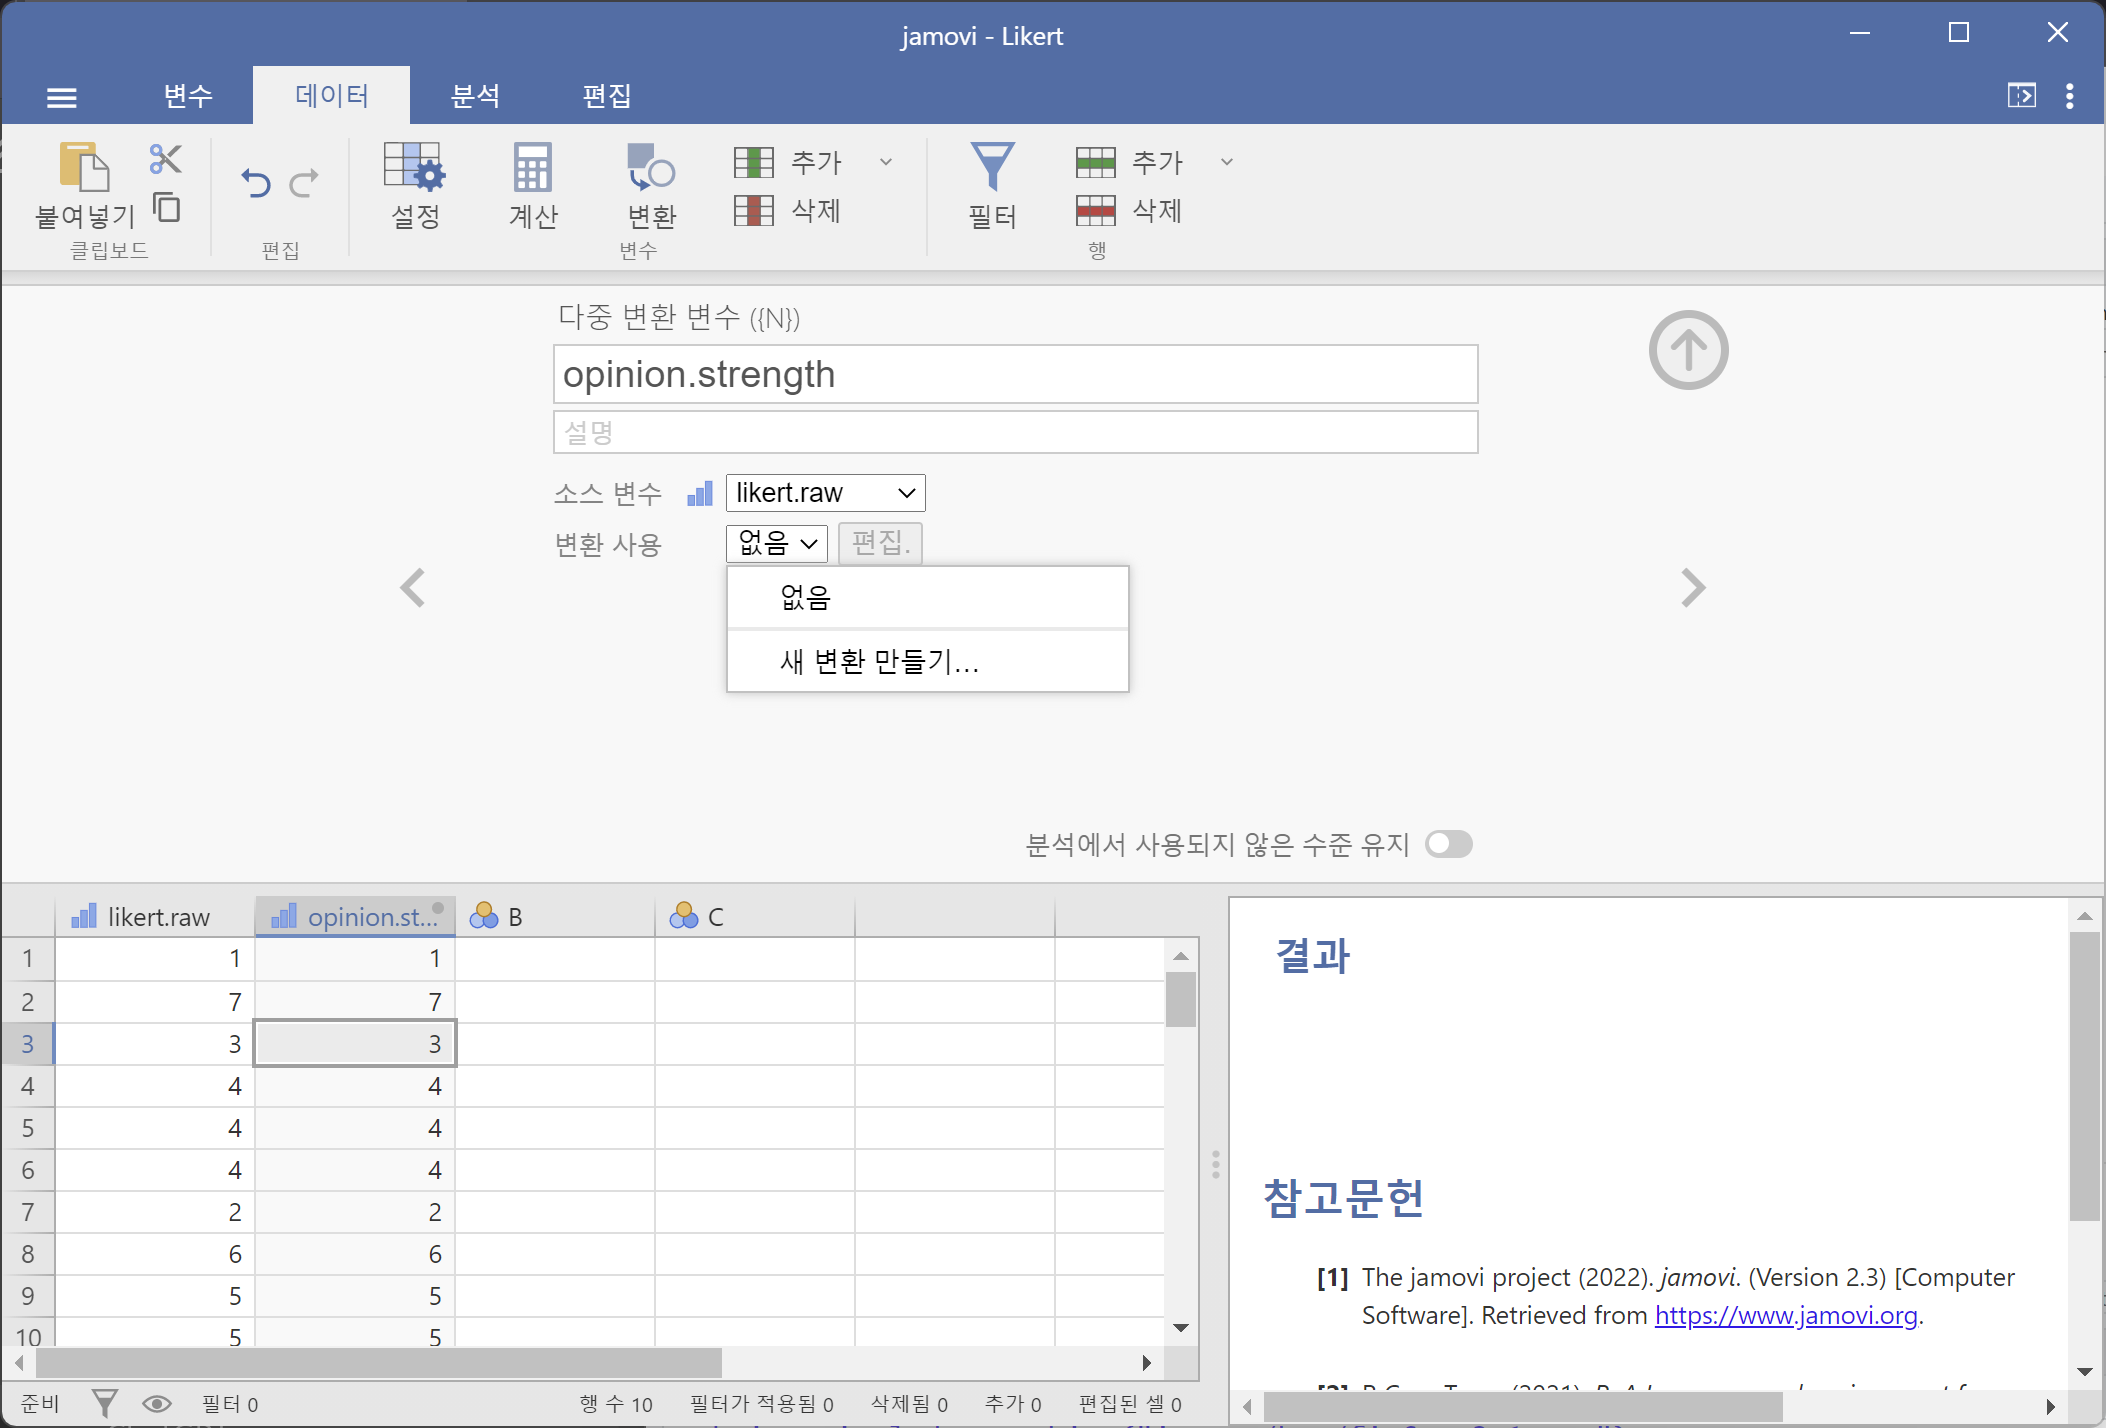 jamovi - Likert
변수
데이터
분석
편집
붙여넣기
클립보드
편집
설정
계산
변환
추가
삭제
변수
필터
추가
삭제
행
다중 변환 변수 ({N})
opinion.strength
설명
소스 변수
likert.raw
변환 사용
없음
편집.
없음
새 변환 만들기...
분석에서 사용되지 않은 수준 유지
likert.raw opinion.st... B C
1 1 1
2 7 7
3 3 3
4 4 4
5 4 4
6 4 4
7 2 2
8 6 6
9 5 5
10 5 5
결과
참고문헌
[1] The jamovi project (2022). jamovi. (Version 2.3) [Computer
Software]. Retrieved from https://www.jamovi.org.
준비
필터 0
행 수 10
필터가 적용됨 0
삭제됨 0
추가 0
편집된 셀 0